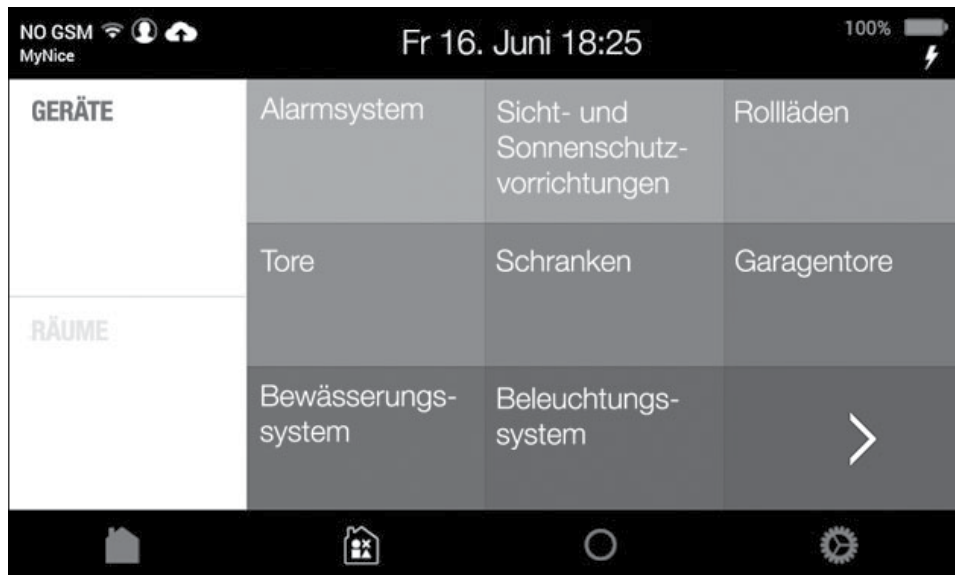 NO GSM
MyNice
Fr 16. Juni 18:25
100%
GERÄTE
RÄUME
Alarmsystem
Sicht- und
Sonnenschutz-
vorrichtungen
Rollläden
Tore
Schranken
Garagentore
Bewässerungs-
system
Beleuchtungs-
system